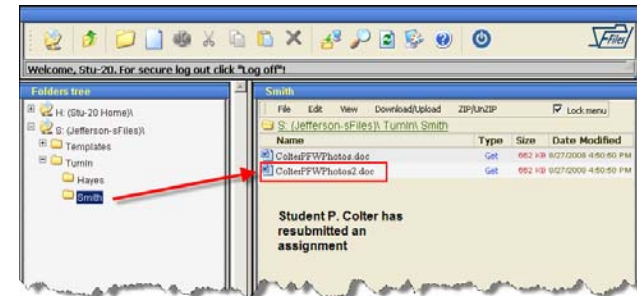 FFiles
Welcome, Stu-20. For secure log out click "Log off"!
Folders tree
H: (Stu-20 Home)\
S: (Jefferson-sFiles)\
Templates
TurnIn
Hayes
Smith
Smith
File Edit View Download/Upload ZIP/UnZIP Lock menu
S: (Jefferson-sFiles)\ TurnIn\ Smith
Name Type Size Date Modified
ColterPFWPhotos.doc Get 662 KB 8/27/2008 4:50:50 PM
ColterPFWPhotos2.doc Get 662 KB 8/27/2008 4:50:50 PM
Student P. Colter has
resubmitted an
assignment